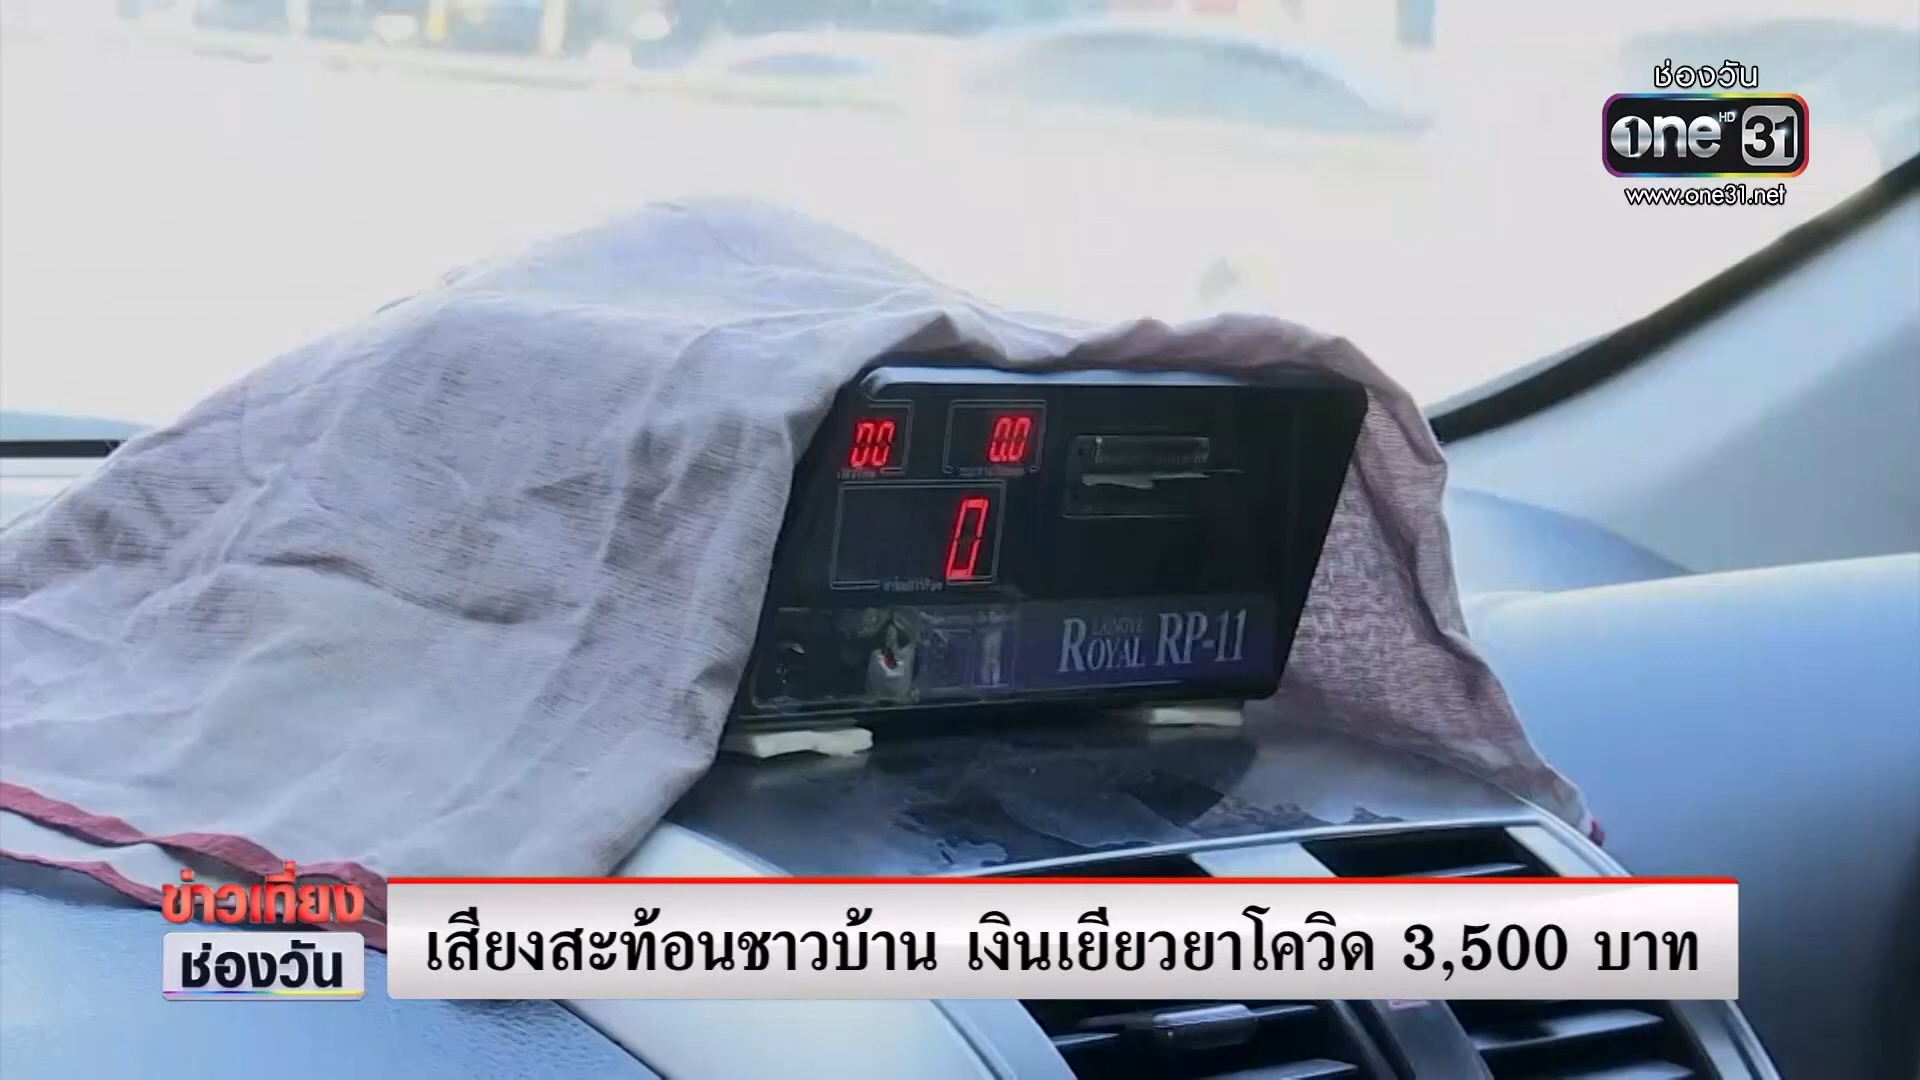 ช่องวัน
one HD 31
www.one31.net
00
0.0
0
ROYAL RP-11
ข่าวเที่ยง
ช่องวัน
เสียงสะท้อนชาวบ้าน เงินเยียวยาโควิด 3,500 บาท